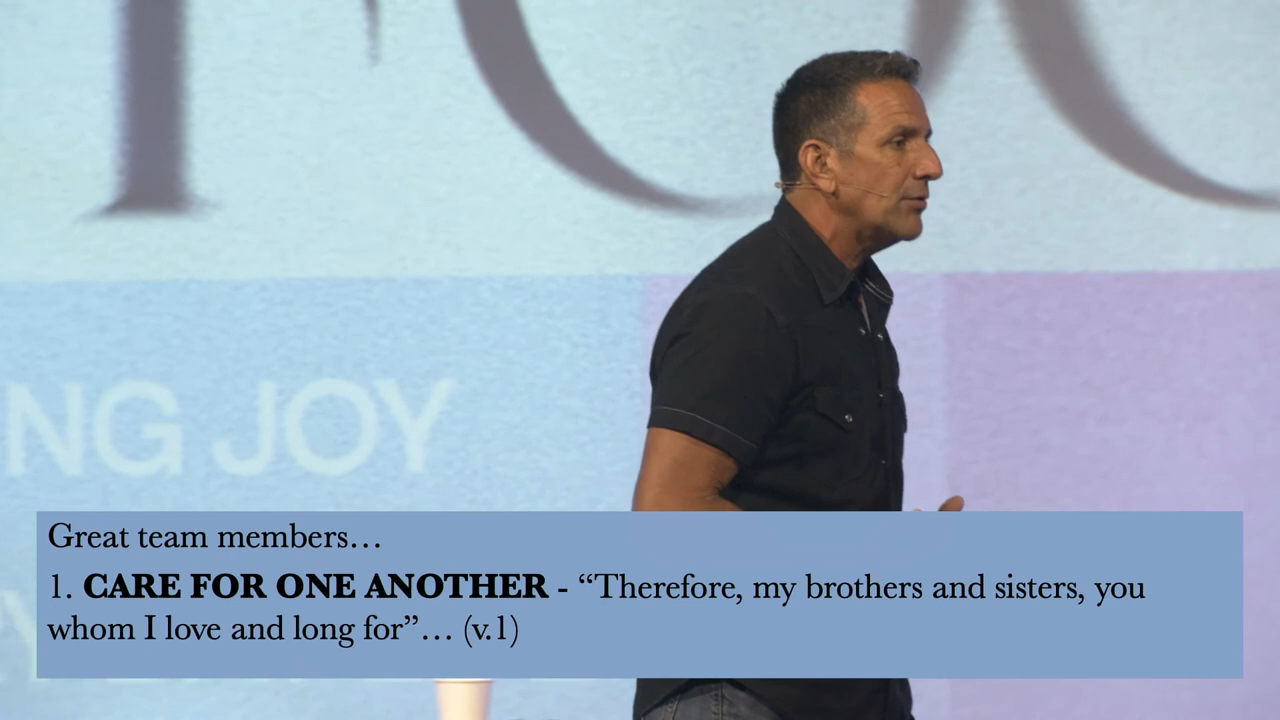 NG JOY
Great team members…
1. CARE FOR ONE ANOTHER - “Therefore, my brothers and sisters, you
whom I love and long for”… (v.1)